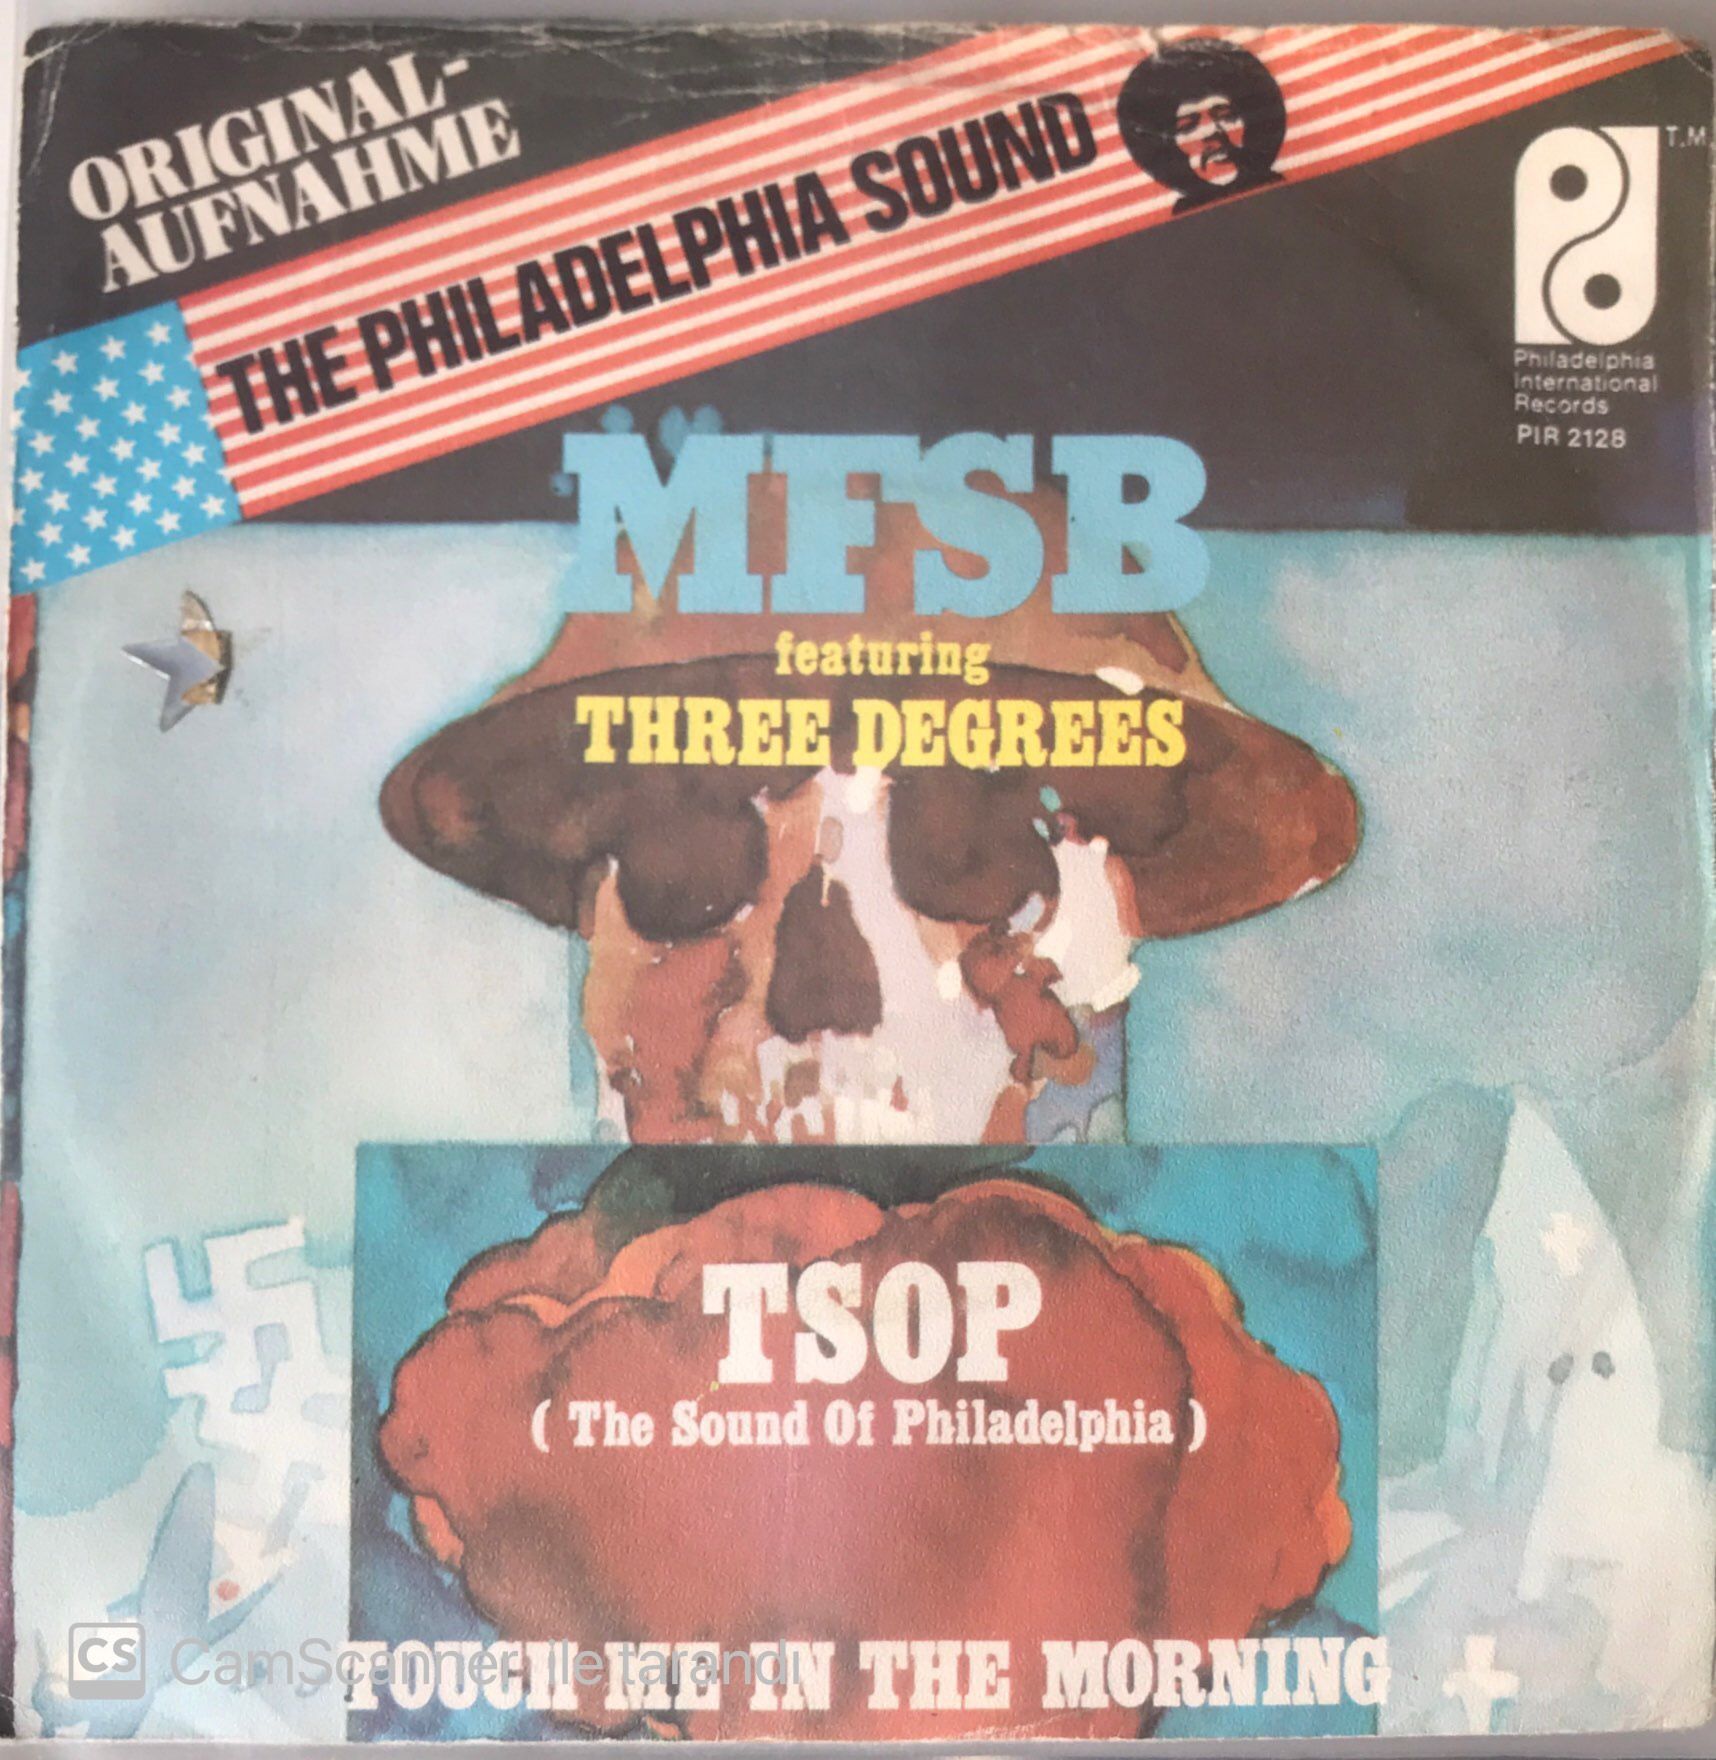 ORIGINAL-
AUFNAHME
THE PHILADELPHIA SOUND
T.M.
Philadelphia
International
Records
PIR 2128
MFSB
featuring
THREE DEGREES
TSOP
( The Sound Of Philadelphia )
TOUCH ME IN THE MORNING
CS CamScanner ile tarandı